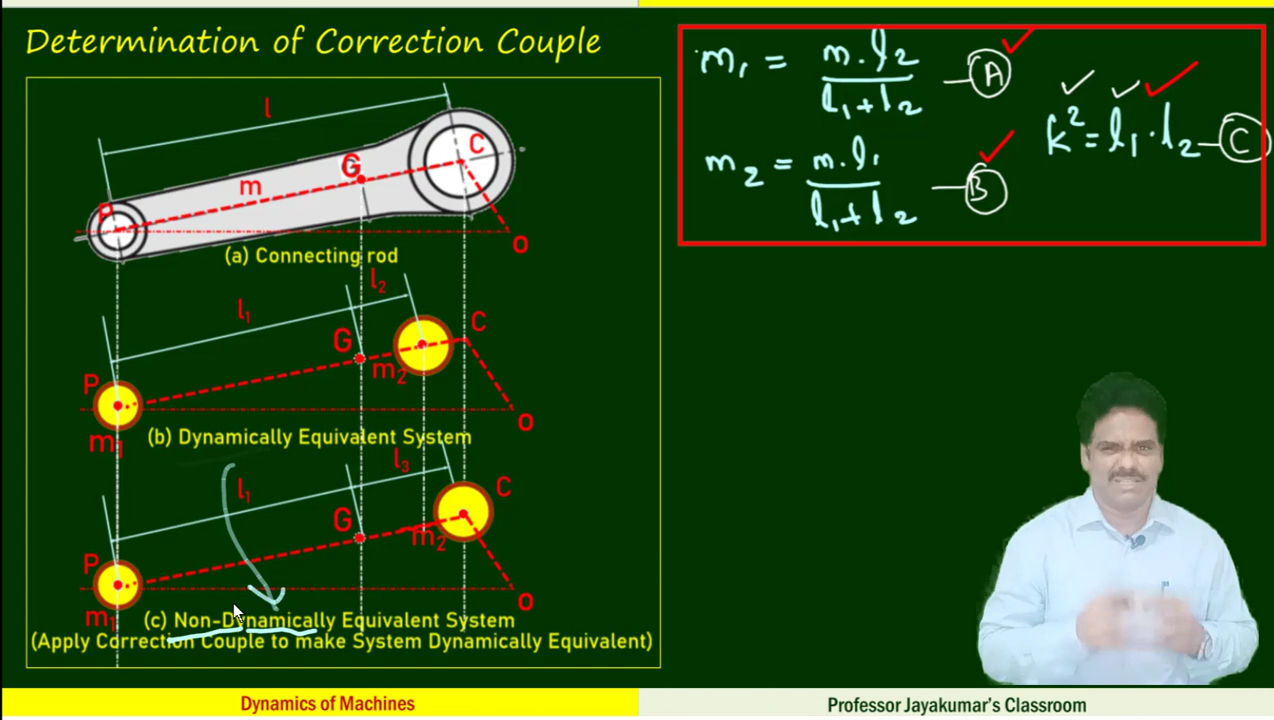 Determination of Correction Couple
l
C
G
m
P
O
(a) Connecting rod
l₁
l₂
G
C
P
m₂
O
m₁
(b) Dynamically Equivalent System
l₁
l₃
C
G
m₂
P
O
m₁
(c) Non-Dynamically Equivalent System
(Apply Correction Couple to make System Dynamically Equivalent)
m₁ = m.l₂ / l₁+l₂ — A
m₂ = m.l₁ / l₁+l₂ — B
k² = l₁.l₂ — C
Dynamics of Machines
Professor Jayakumar's Classroom